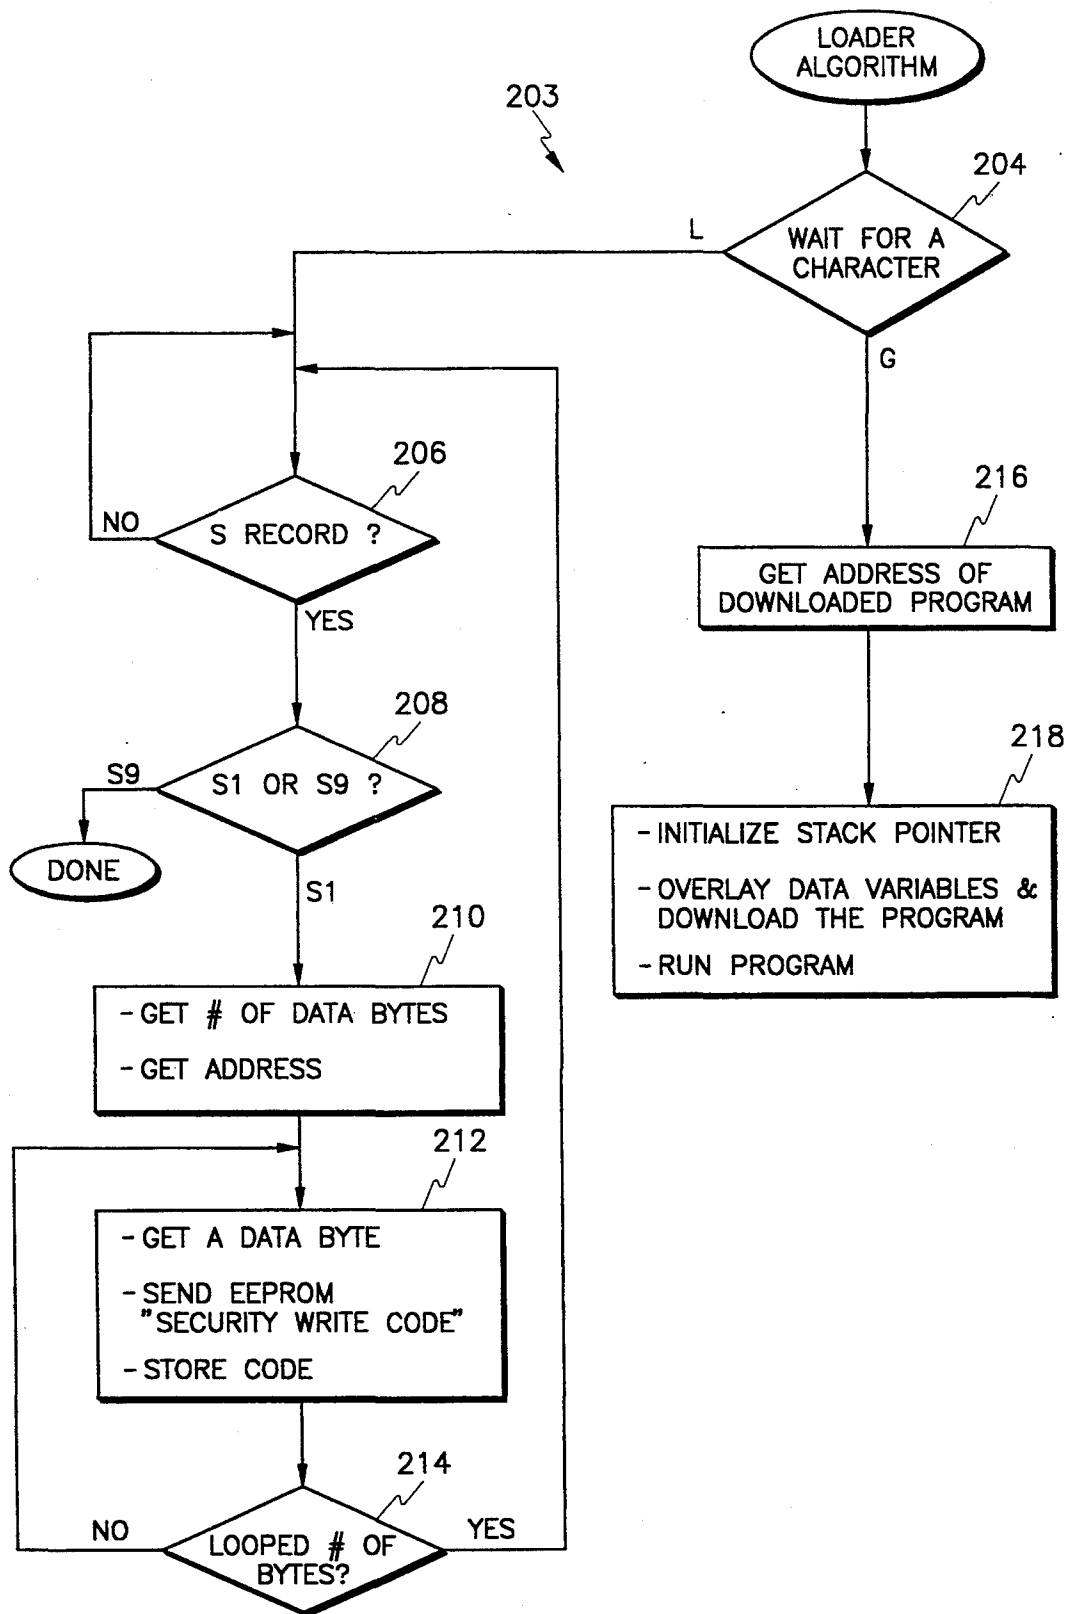 LOADER
ALGORITHM
203
204
L
WAIT FOR A
CHARACTER
G
206
NO
S RECORD ?
YES
216
GET ADDRESS OF
DOWNLOADED PROGRAM
208
S9
S1 OR S9 ?
DONE
S1
218
- INITIALIZE STACK POINTER
- OVERLAY DATA VARIABLES &
DOWNLOAD THE PROGRAM
- RUN PROGRAM
210
- GET # OF DATA BYTES
- GET ADDRESS
212
- GET A DATA BYTE
- SEND EEPROM
"SECURITY WRITE CODE"
- STORE CODE
214
NO
LOOPED # OF
BYTES?
YES